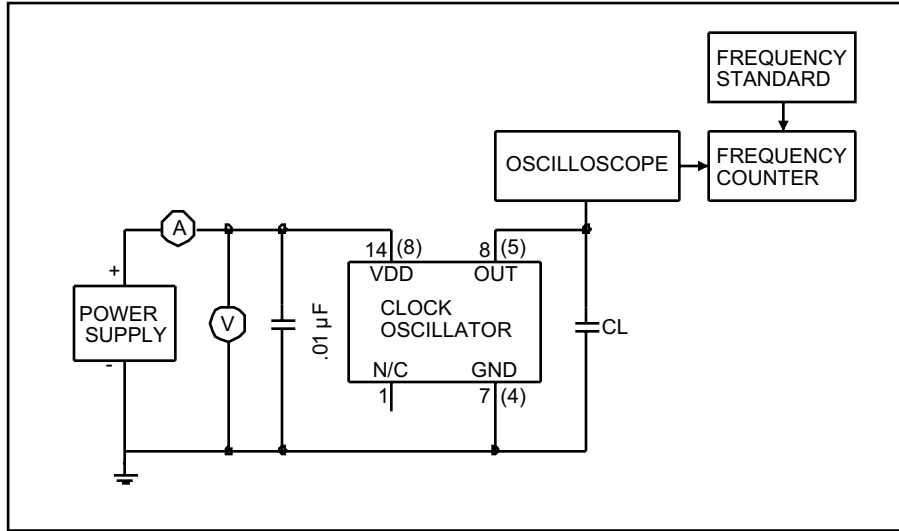 FREQUENCY
STANDARD
OSCILLOSCOPE
FREQUENCY
COUNTER
A
14 (8)
8 (5)
+
VDD
OUT
POWER
SUPPLY
V
.01 µF
CLOCK
OSCILLATOR
CL
-
N/C
GND
1
7 (4)